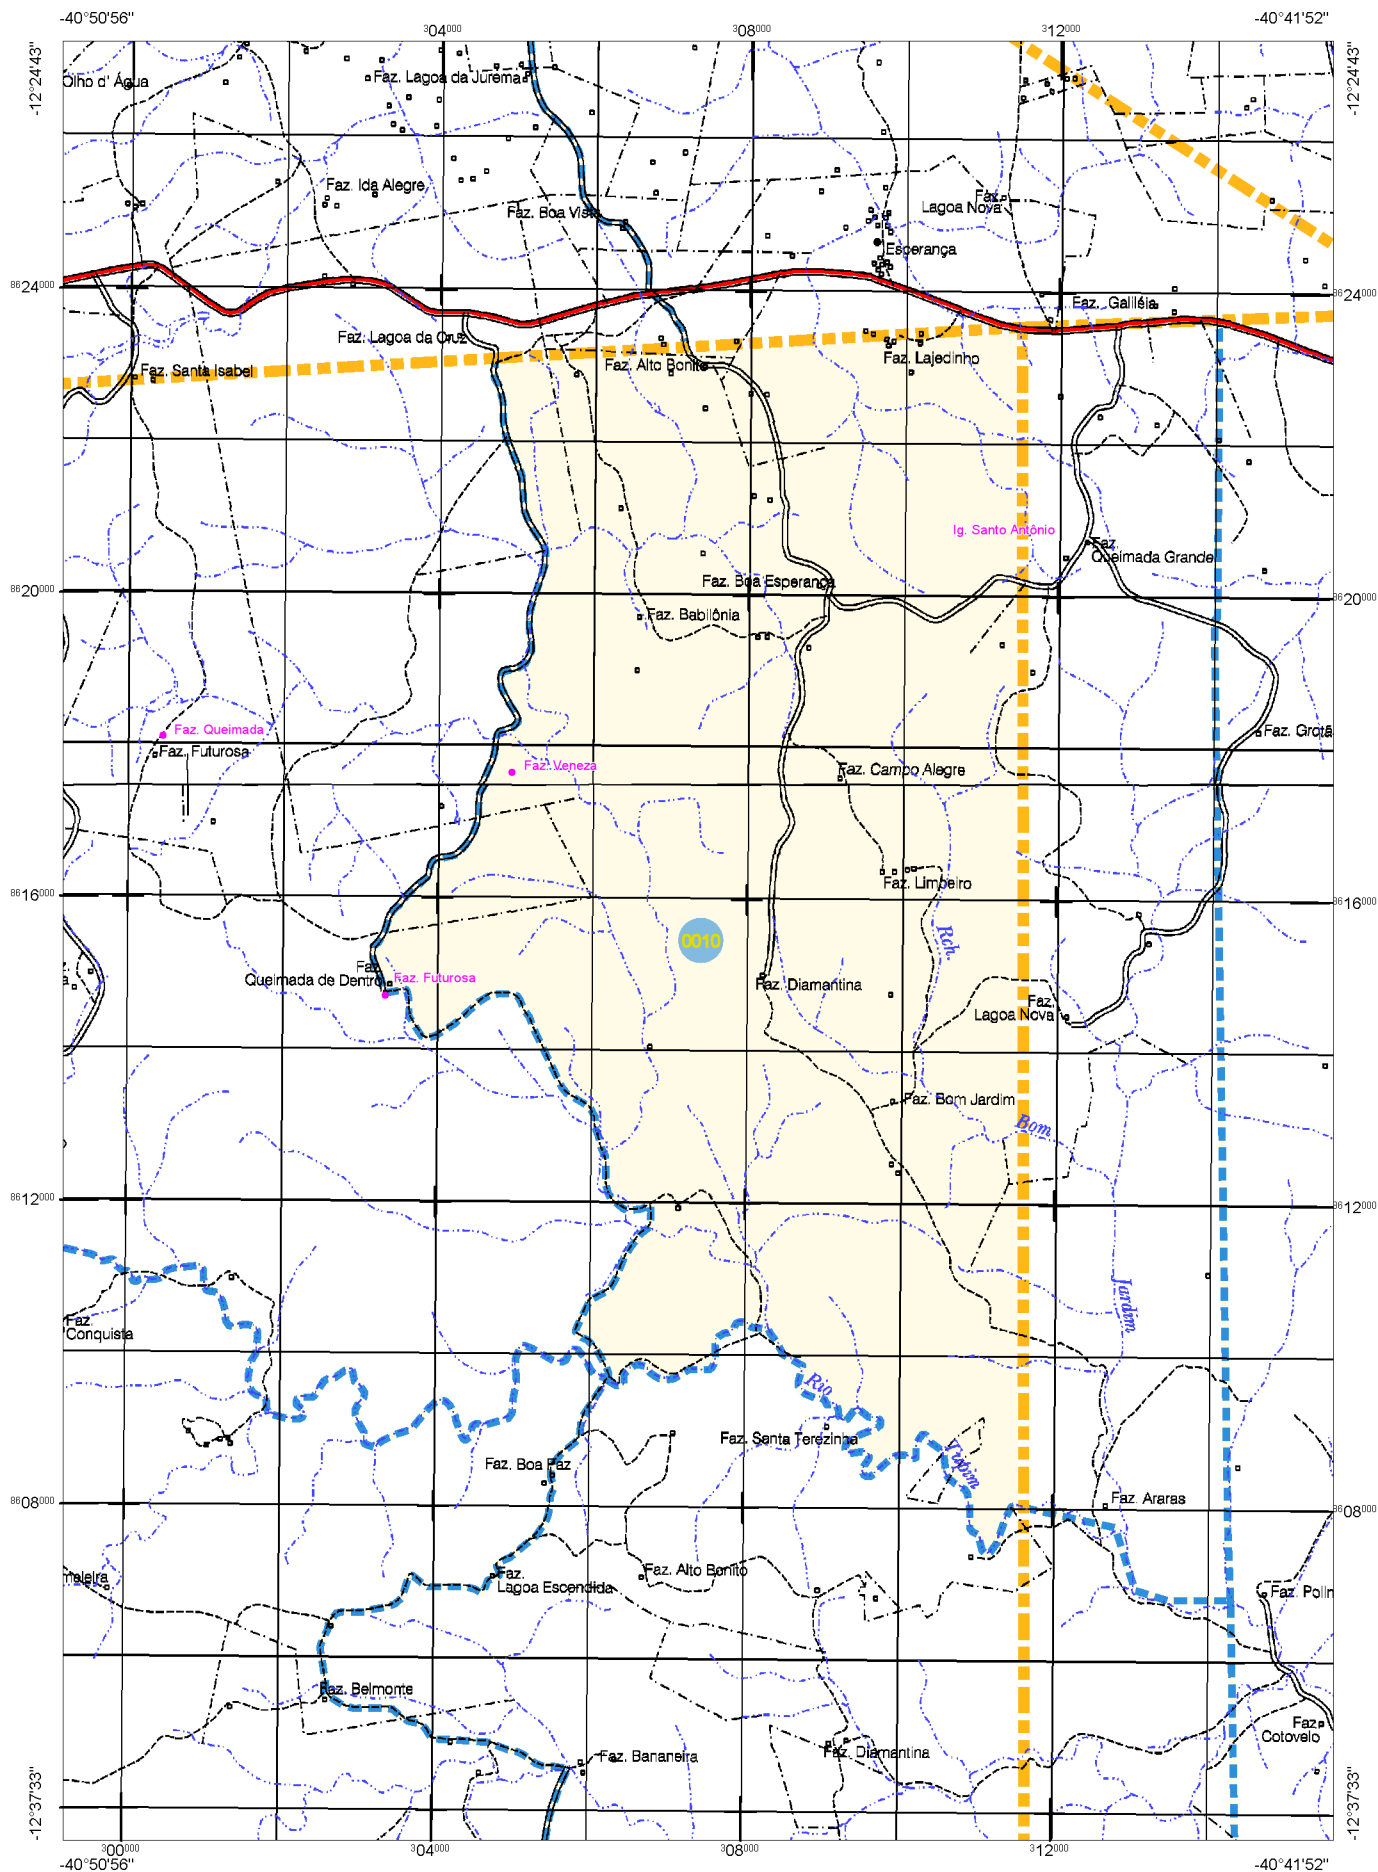 -40°50'56"
-40°41'52"
304000
308000
312000
-12°24'43"
-12°24'43"
Olho d' Água
Faz. Lagoa da Jurema
Faz. Ida Alegre
Faz. Boa Vista
Faz.
Lagoa Nova
Esperança
8624000
8624000
Faz. Galiléia
Faz. Lagoa da Cruz
Faz. Lajedinho
Faz. Alto Bonito
Faz. Santa Isabel
Ig. Santo Antônio
Faz.
Queimada Grande
Faz. Boa Esperança
8620000
8620000
Faz. Babilônia
Faz. Queimada
Faz. Futurosa
Faz. Grotã
Faz. Veneza
Faz. Campo Alegre
Faz. Limoeiro
8616000
8616000
Rch.
0010
Faz.
Queimada de Dentro
Faz. Futurosa
Faz. Diamantina
Faz.
Lagoa Nova
Faz. Bom Jardim
Bom
8612000
8612000
Jardim
Faz.
Conquista
Rio
Faz. Santa Terezinha
Tupim
Faz. Boa Paz
8608000
8608000
Faz. Araras
Faz. Alto Bonito
meleira
Faz.
Lagoa Escondida
Faz. Belmonte
Faz.
Cotovelo
Faz. Bananeira
Faz. Diamantina
-12°37'33"
-12°37'33"
300000
304000
308000
312000
-40°50'56"
-40°41'52"